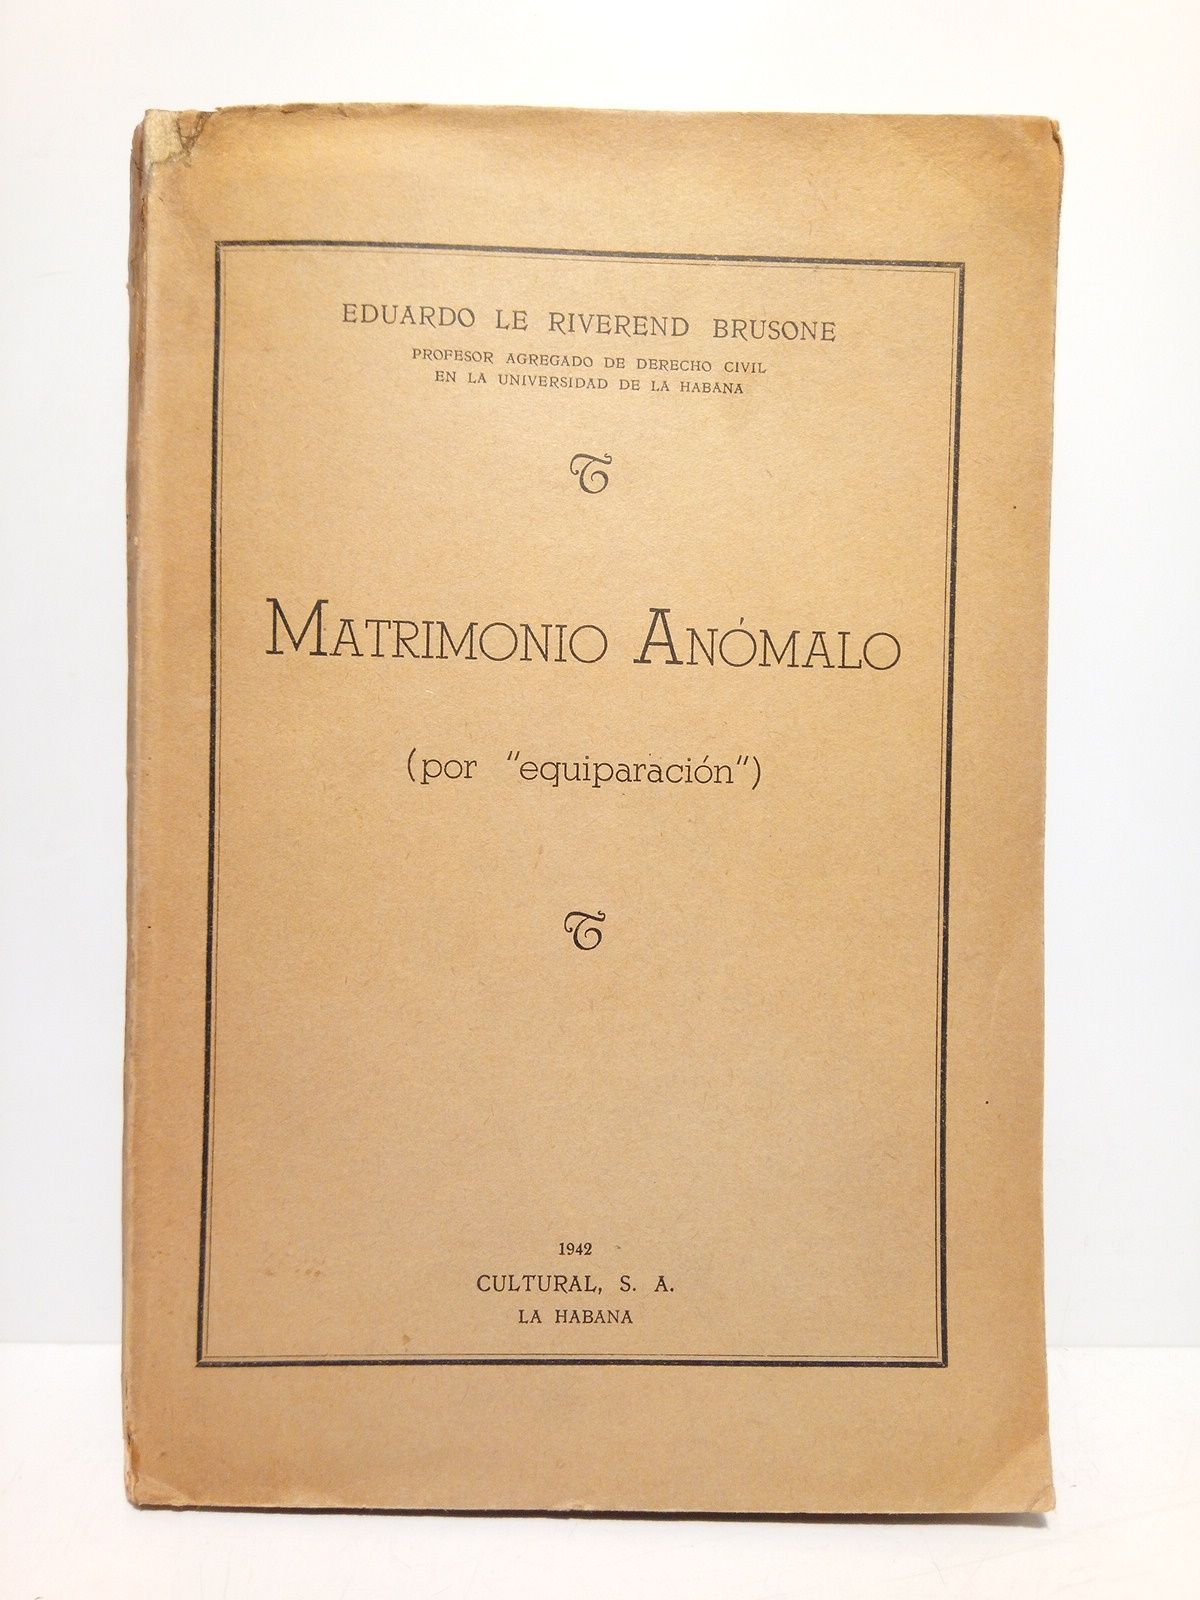 EDUARDO LE RIVEREND BRUSONE
PROFESOR AGREGADO DE DERECHO CIVIL
EN LA UNIVERSIDAD DE LA HABANA
MATRIMONIO ANÓMALO
(por "equiparación")
1942
CULTURAL, S. A.
LA HABANA